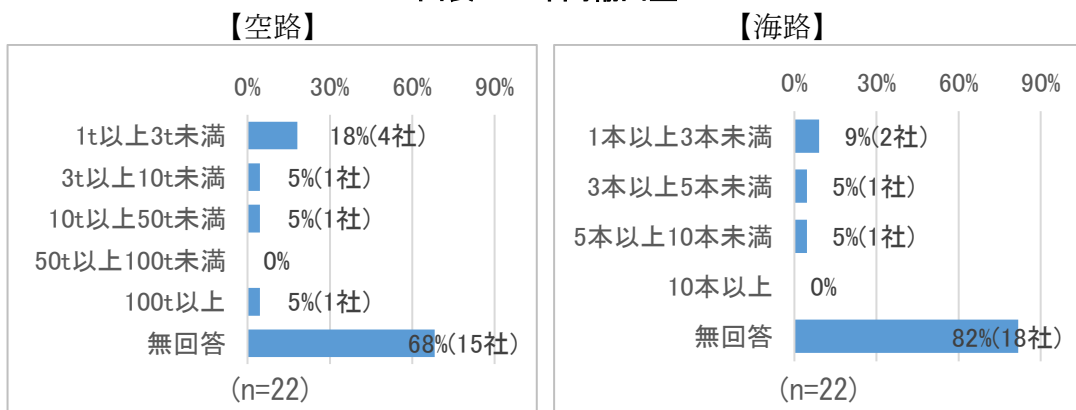 【空路】
0% 30% 60% 90%
1t以上3t未満 18%(4社)
3t以上10t未満 5%(1社)
10t以上50t未満 5%(1社)
50t以上100t未満 0%
100t以上 5%(1社)
無回答 68%(15社)
(n=22)
【海路】
0% 30% 60% 90%
1本以上3本未満 9%(2社)
3本以上5本未満 5%(1社)
5本以上10本未満 5%(1社)
10本以上 0%
無回答 82%(18社)
(n=22)